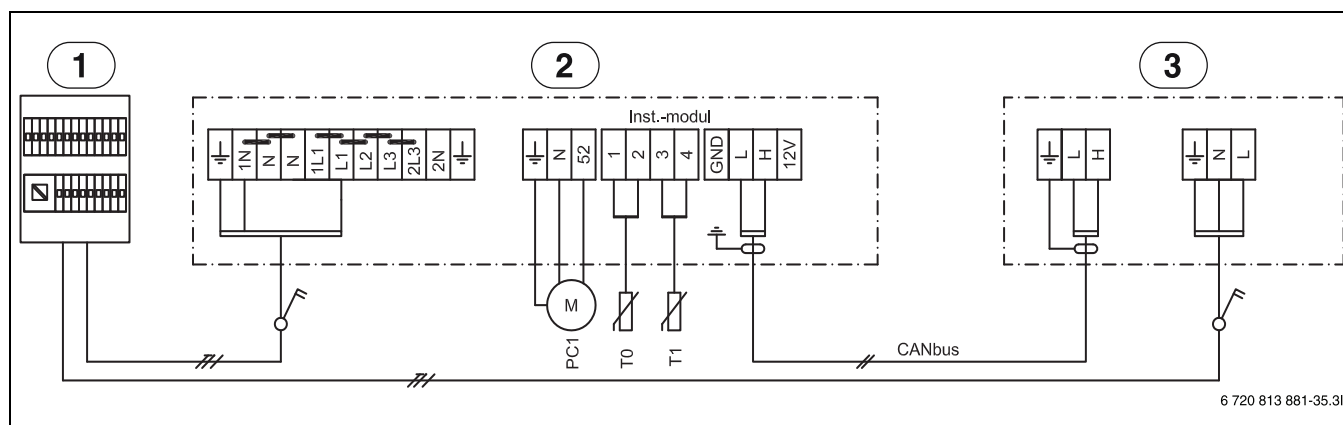 1
2
3
Inst.-modul
1N N N 1L1 L1 L2 L3 2L3 2N
N 52
1 2 3 4
GND L H 12V
L H
N L
M
PC1
T0
T1
CANbus
6 720 813 881-35.3I